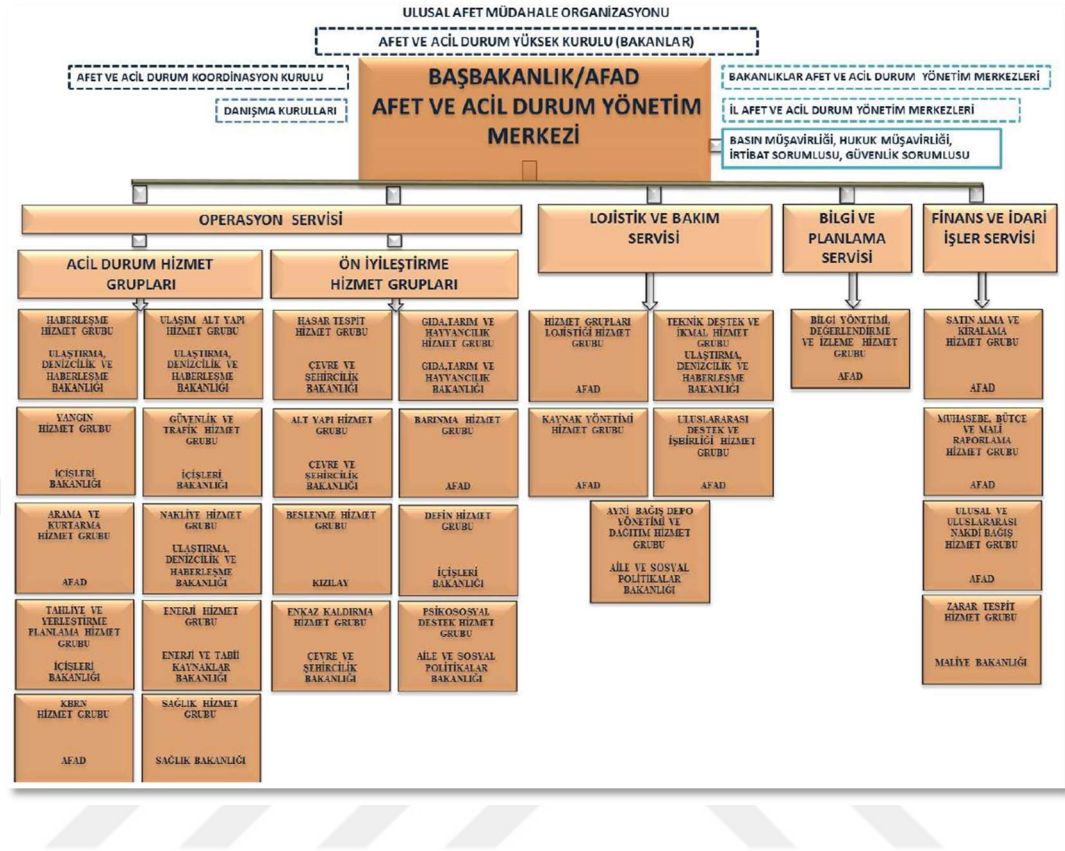 ULUSAL AFET MÜDAHALE ORGANİZASYONU
AFET VE ACİL DURUM YÜKSEK KURULU (BAKANLAR)
AFET VE ACİL DURUM KOORDİNASYON KURULU
DANIŞMA KURULLARI
BAŞBAKANLIK/AFAD
AFET VE ACİL DURUM YÖNETİM
MERKEZİ
BAKANLIKLAR AFET VE ACİL DURUM YÖNETİM MERKEZLERİ
İL AFET VE ACİL DURUM YÖNETİM MERKEZLERİ
BASIN MÜŞAVİRLİĞİ, HUKUK MÜŞAVİRLİĞİ,
İRTİBAT SORUMLUSU, GÜVENLİK SORUMLUSU
OPERASYON SERVİSİ
ACİL DURUM HİZMET
GRUPLARI
HABERLEŞME
HİZMET GRUBU
ULAŞTIRMA,
DENİZCİLİK VE
HABERLEŞME
BAKANLIĞI
ULAŞIM ALT YAPI
HİZMET GRUBU
ULAŞTIRMA,
DENİZCİLİK VE
HABERLEŞME
BAKANLIĞI
YANGIN
HİZMET GRUBU
İÇİŞLERİ
BAKANLIĞI
GÜVENLİK VE
TRAFİK HİZMET
GRUBU
İÇİŞLERİ
BAKANLIĞI
ARAMA VE
KURTARMA
HİZMET GRUBU
AFAD
NAKLİYE HİZMET
GRUBU
ULAŞTIRMA,
DENİZCİLİK VE
HABERLEŞME
BAKANLIĞI
TAHLİYE VE
YERLEŞTİRME
PLANLAMA HİZMET
GRUBU
İÇİŞLERİ
BAKANLIĞI
ENERJİ HİZMET
GRUBU
ENERJİ VE TABİİ
KAYNAKLAR
BAKANLIĞI
KBRN
HİZMET GRUBU
AFAD
SAĞLIK HİZMET
GRUBU
SAĞLIK BAKANLIĞI
ÖN İYİLEŞTİRME
HİZMET GRUPLARI
HASAR TESPİT
HİZMET GRUBU
ÇEVRE VE
ŞEHİRCİLİK
BAKANLIĞI
GIDA,TARIM VE
HAYVANCILIK
HİZMET GRUBU
GIDA,TARIM VE
HAYVANCILIK
BAKANLIĞI
ALT YAPI HİZMET
GRUBU
ÇEVRE VE
ŞEHİRCİLİK
BAKANLIĞI
BARINMA HİZMET
GRUBU
AFAD
BESLENME HİZMET
GRUBU
KIZILAY
DEFİN HİZMET
GRUBU
İÇİŞLERİ
BAKANLIĞI
ENKAZ KALDIRMA
HİZMET GRUBU
ÇEVRE VE
ŞEHİRCİLİK
BAKANLIĞI
PSİKOSOSYAL
DESTEK HİZMET
GRUBU
AİLE VE SOSYAL
POLİTİKALAR
BAKANLIĞI
LOJİSTİK VE BAKIM
SERVİSİ
HİZMET GRUPLARI
LOJİSTİĞİ HİZMET
GRUBU
AFAD
TEKNİK DESTEK VE
İKMAL HİZMET
GRUBU
ULAŞTIRMA,
DENİZCİLİK VE
HABERLEŞME
BAKANLIĞI
KAYNAK YÖNETİMİ
HİZMET GRUBU
AFAD
ULUSLARARASI
DESTEK VE
İŞBİRLİĞİ HİZMET
GRUBU
AFAD
AYNİ BAĞIŞ DEPO
YÖNETİMİ VE
DAĞITIM HİZMET
GRUBU
AİLE VE SOSYAL
POLİTİKALAR
BAKANLIĞI
BİLGİ VE
PLANLAMA
SERVİSİ
BİLGİ YÖNETİMİ,
DEĞERLENDİRME
VE İZLEME HİZMET
GRUBU
AFAD
FİNANS VE İDARİ
İŞLER SERVİSİ
SATIN ALMA VE
KİRALAMA
HİZMET GRUBU
AFAD
MUHASEBE, BÜTÇE
VE MALİ
RAPORLAMA
HİZMET GRUBU
AFAD
ULUSAL VE
ULUSLARARASI
NAKDİ BAĞIŞ
HİZMET GRUBU
AFAD
ZARAR TESPİT
HİZMET GRUBU
MALİYE BAKANLIĞI